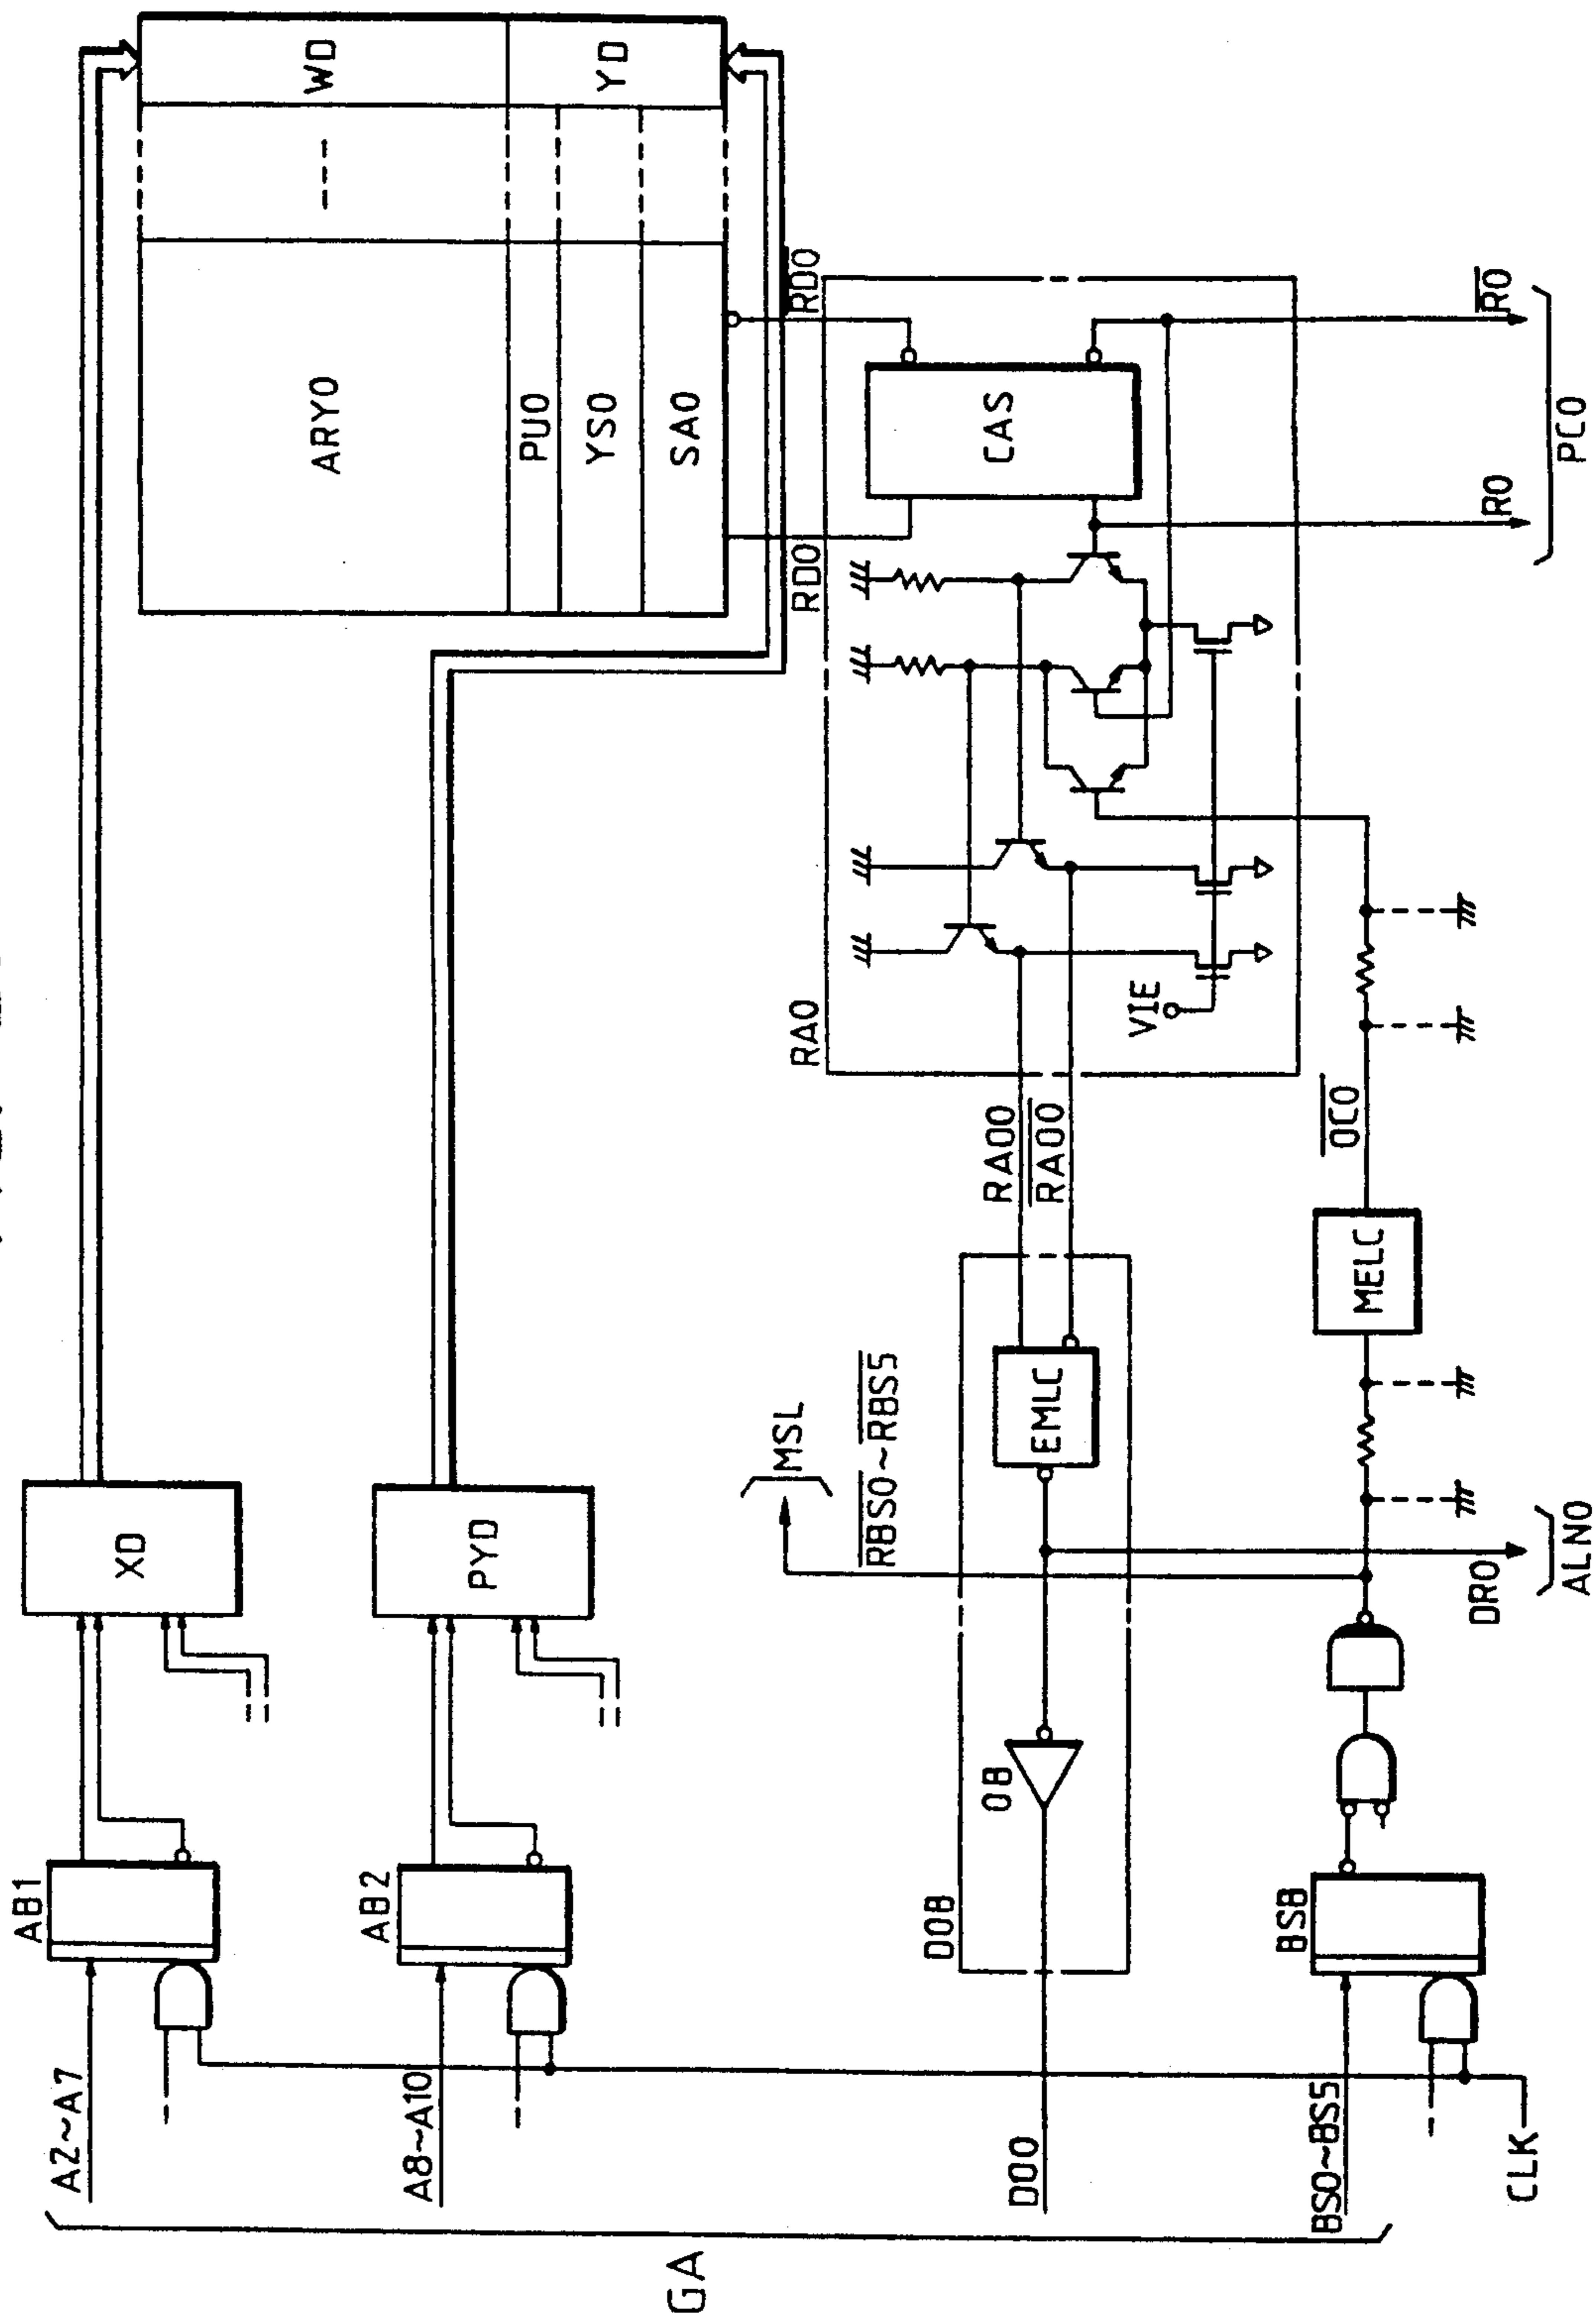 GA
A2~A7
AB1
XD
WD
YD
ARY0
PU0
YS0
SA0
A8~A10
AB2
PYD
RD0
RD0
RA0
CAS
VIE
R0
R0
PC0
RA00
RA00
OC0
MELC
EMLC
MSL
RBS0~RBS5
DOB
OB
DO0
DR0
ALN0
BSB
BS0~BS5
CLK